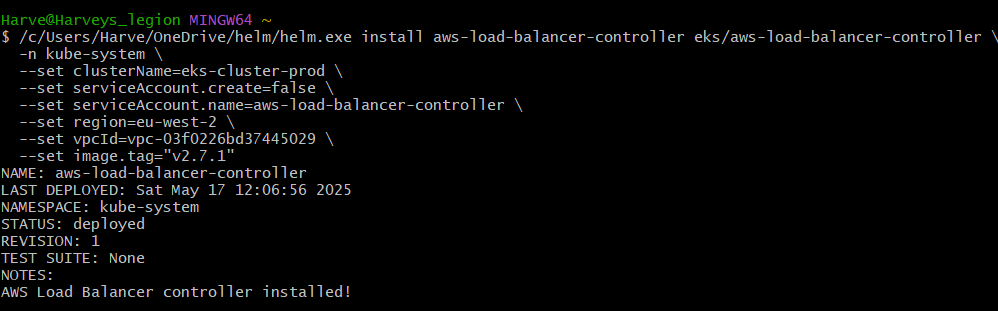 Harve@Harveys_legion MINGW64 ~
$ /c/Users/Harve/OneDrive/helm/helm.exe install aws-load-balancer-controller eks/aws-load-balancer-controller \
  -n kube-system \
  --set clusterName=eks-cluster-prod \
  --set serviceAccount.create=false \
  --set serviceAccount.name=aws-load-balancer-controller \
  --set region=eu-west-2 \
  --set vpcId=vpc-03f0226bd37445029 \
  --set image.tag="v2.7.1"
NAME: aws-load-balancer-controller
LAST DEPLOYED: Sat May 17 12:06:56 2025
NAMESPACE: kube-system
STATUS: deployed
REVISION: 1
TEST SUITE: None
NOTES:
AWS Load Balancer controller installed!